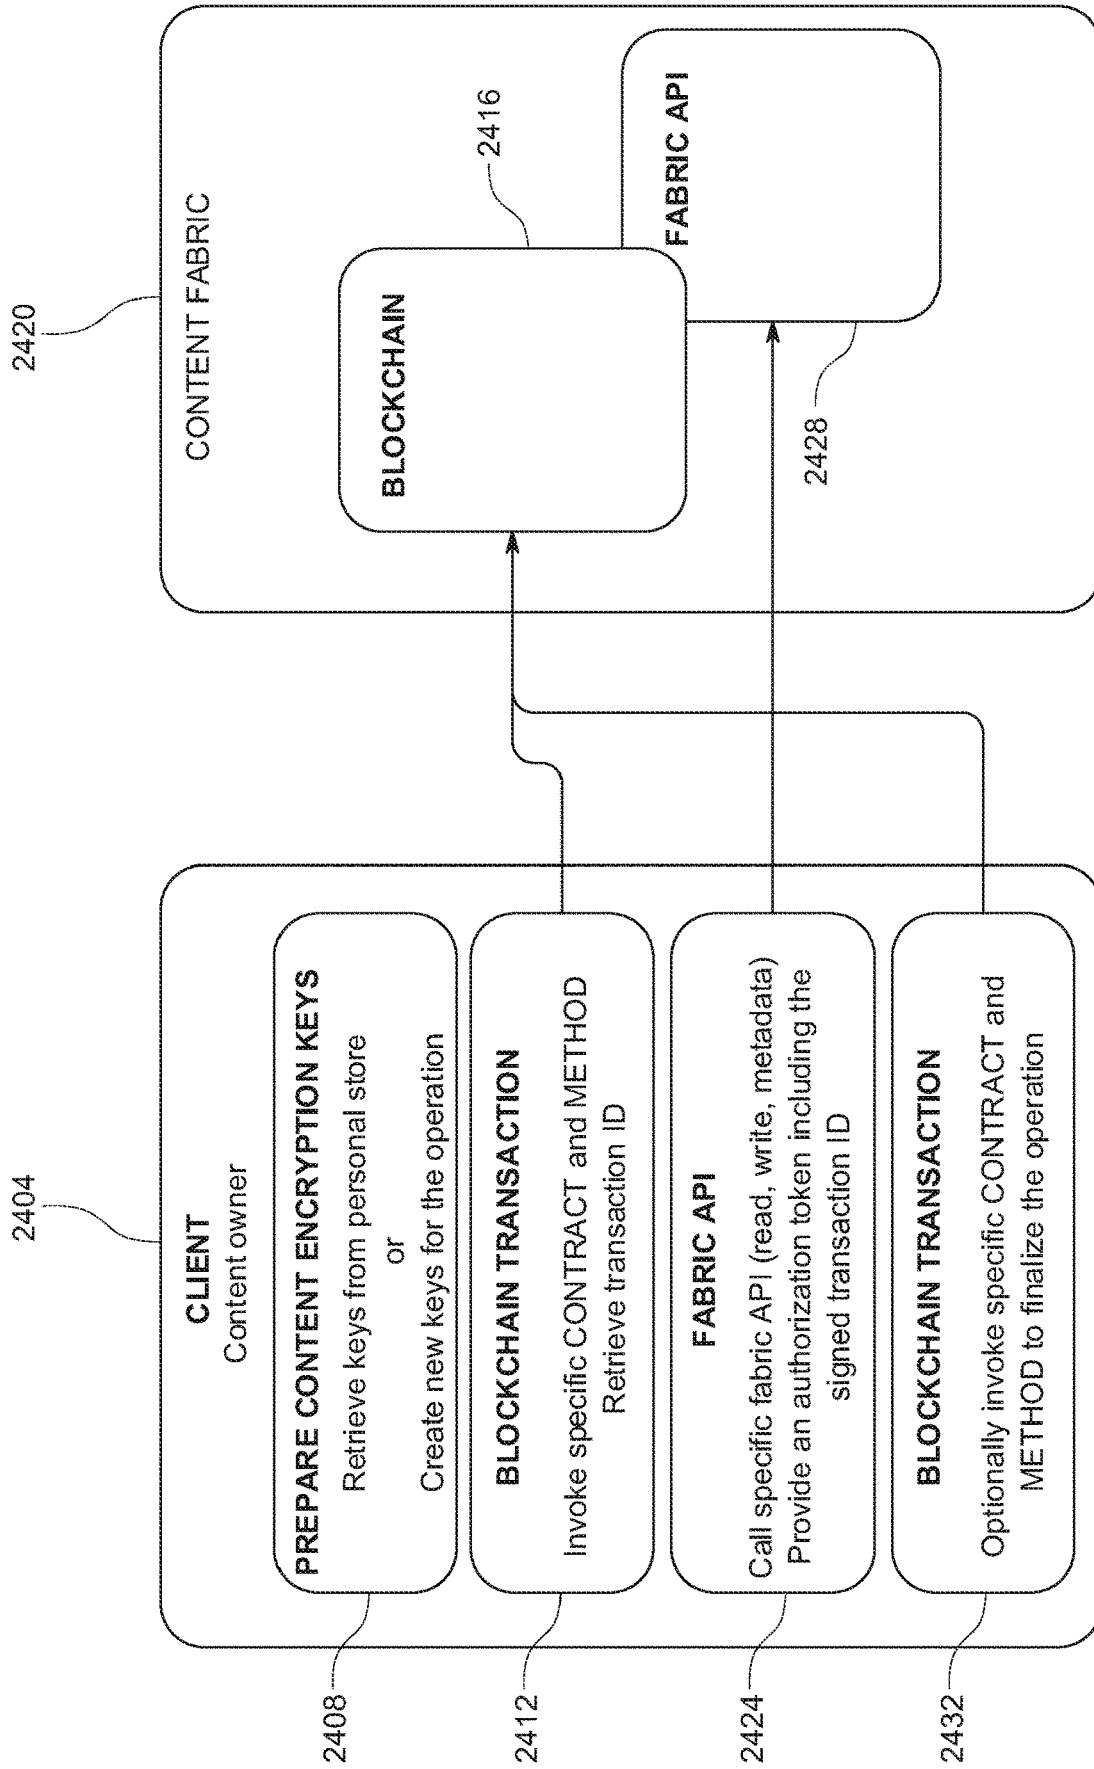 2404
CLIENT
Content owner
2408
PREPARE CONTENT ENCRYPTION KEYS
Retrieve keys from personal store
or
Create new keys for the operation
2412
BLOCKCHAIN TRANSACTION
Invoke specific CONTRACT and METHOD
Retrieve transaction ID
2424
FABRIC API
Call specific fabric API (read, write, metadata)
Provide an authorization token including the
signed transaction ID
2432
BLOCKCHAIN TRANSACTION
Optionally invoke specific CONTRACT and
METHOD to finalize the operation
2420
CONTENT FABRIC
BLOCKCHAIN
2416
FABRIC API
2428